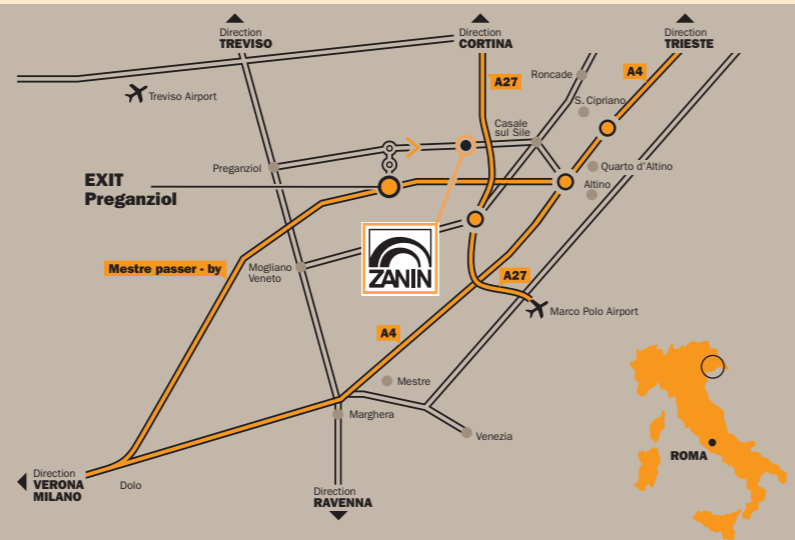 Direction
TREVISO
Direction
CORTINA
Direction
TRIESTE
A27
Roncade
A4
Treviso Airport
S. Cipriano
Casale
sul Sile
Preganziol
Quarto d'Altino
EXIT
Preganziol
Altino
ZANIN
Mestre passer - by
Mogliano
Veneto
A27
Marco Polo Airport
A4
Mestre
Marghera
Venezia
ROMA
Direction
VERONA
MILANO
Dolo
Direction
RAVENNA